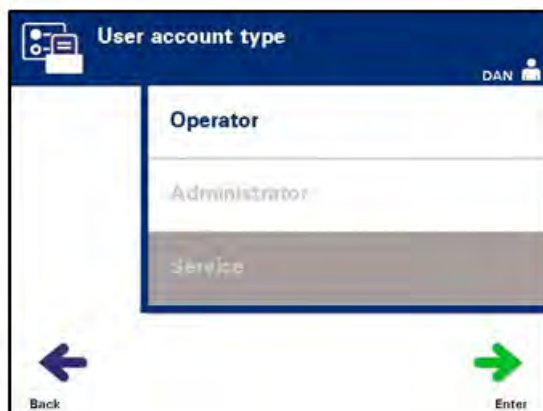 User account type
DAN
Operator
Administrator
Service
Back
Enter